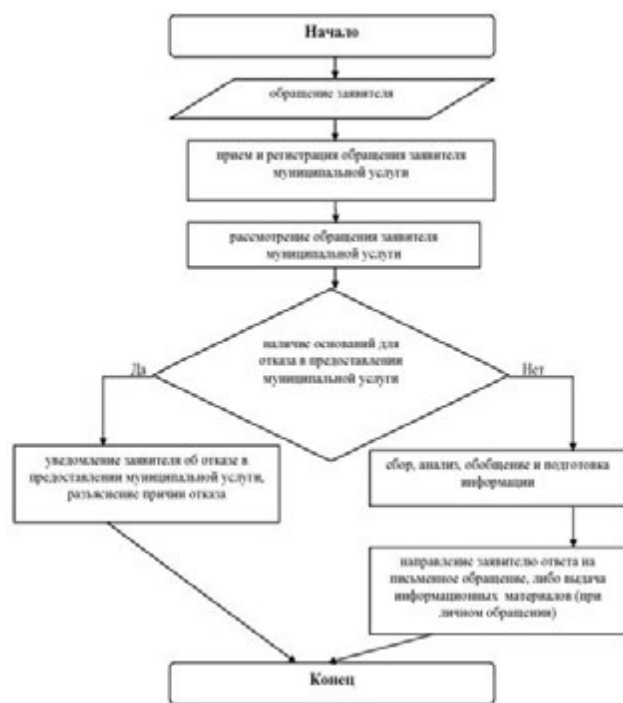 Начало
обращение заявителя
прием и регистрация обращения заявителя
муниципальной услуги
рассмотрение обращения заявителя
муниципальной услуги
наличие оснований для
отказа в предоставлении
муниципальной услуги
Да
Нет
уведомление заявителя об отказе в
предоставлении муниципальной услуги,
разъяснение причин отказа
сбор, анализ, обобщение и подготовка
информации
направление заявителю ответа на
письменное обращение, либо выдача
информационных материалов (при
личном обращении)
Конец